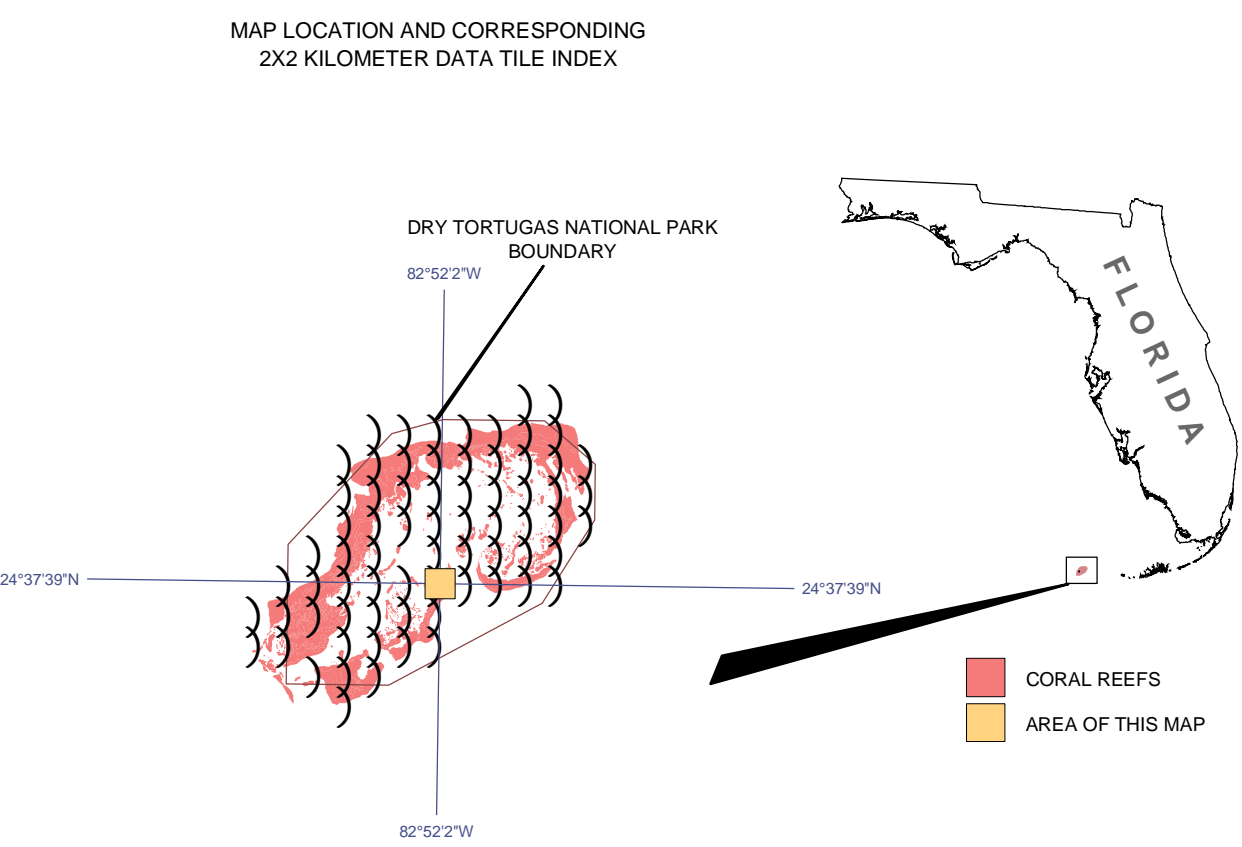 MAP LOCATION AND CORRESPONDING
2X2 KILOMETER DATA TILE INDEX
DRY TORTUGAS NATIONAL PARK
BOUNDARY
82°52'2"W
FLORIDA
24°37'39"N
24°37'39"N
CORAL REEFS
AREA OF THIS MAP
82°52'2"W